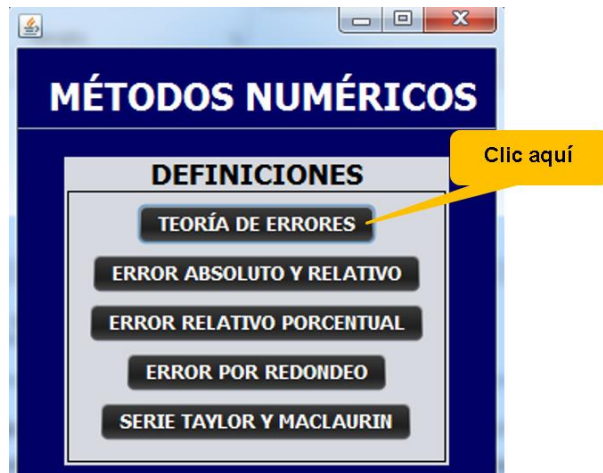 MÉTODOS NUMÉRICOS
Clic aquí
DEFINICIONES
TEORÍA DE ERRORES
ERROR ABSOLUTO Y RELATIVO
ERROR RELATIVO PORCENTUAL
ERROR POR REDONDEO
SERIE TAYLOR Y MACLAURIN